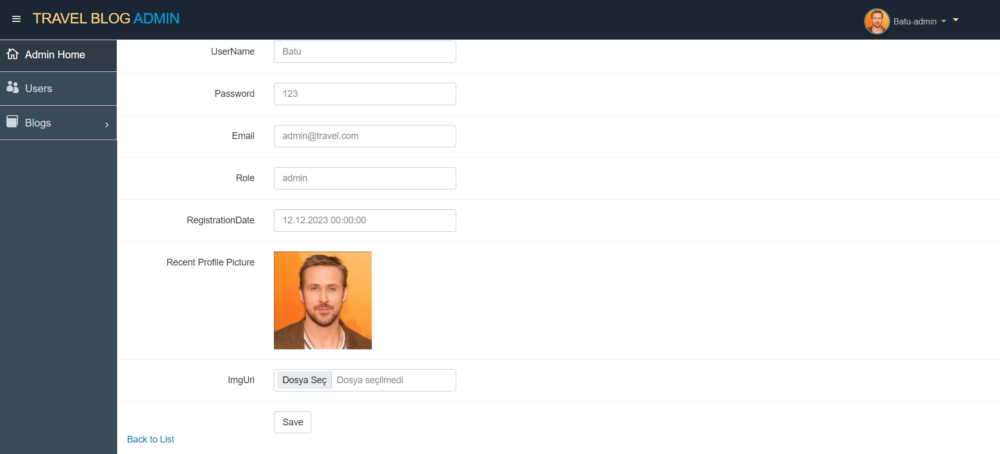 TRAVEL BLOG ADMIN
Batu-admin
Admin Home
Users
Blogs
UserName
Batu
Password
123
Email
admin@travel.com
Role
admin
RegistrationDate
12.12.2023 00:00:00
Recent Profile Picture
ImgUrl
Dosya Seç Dosya seçilmedi
Save
Back to List